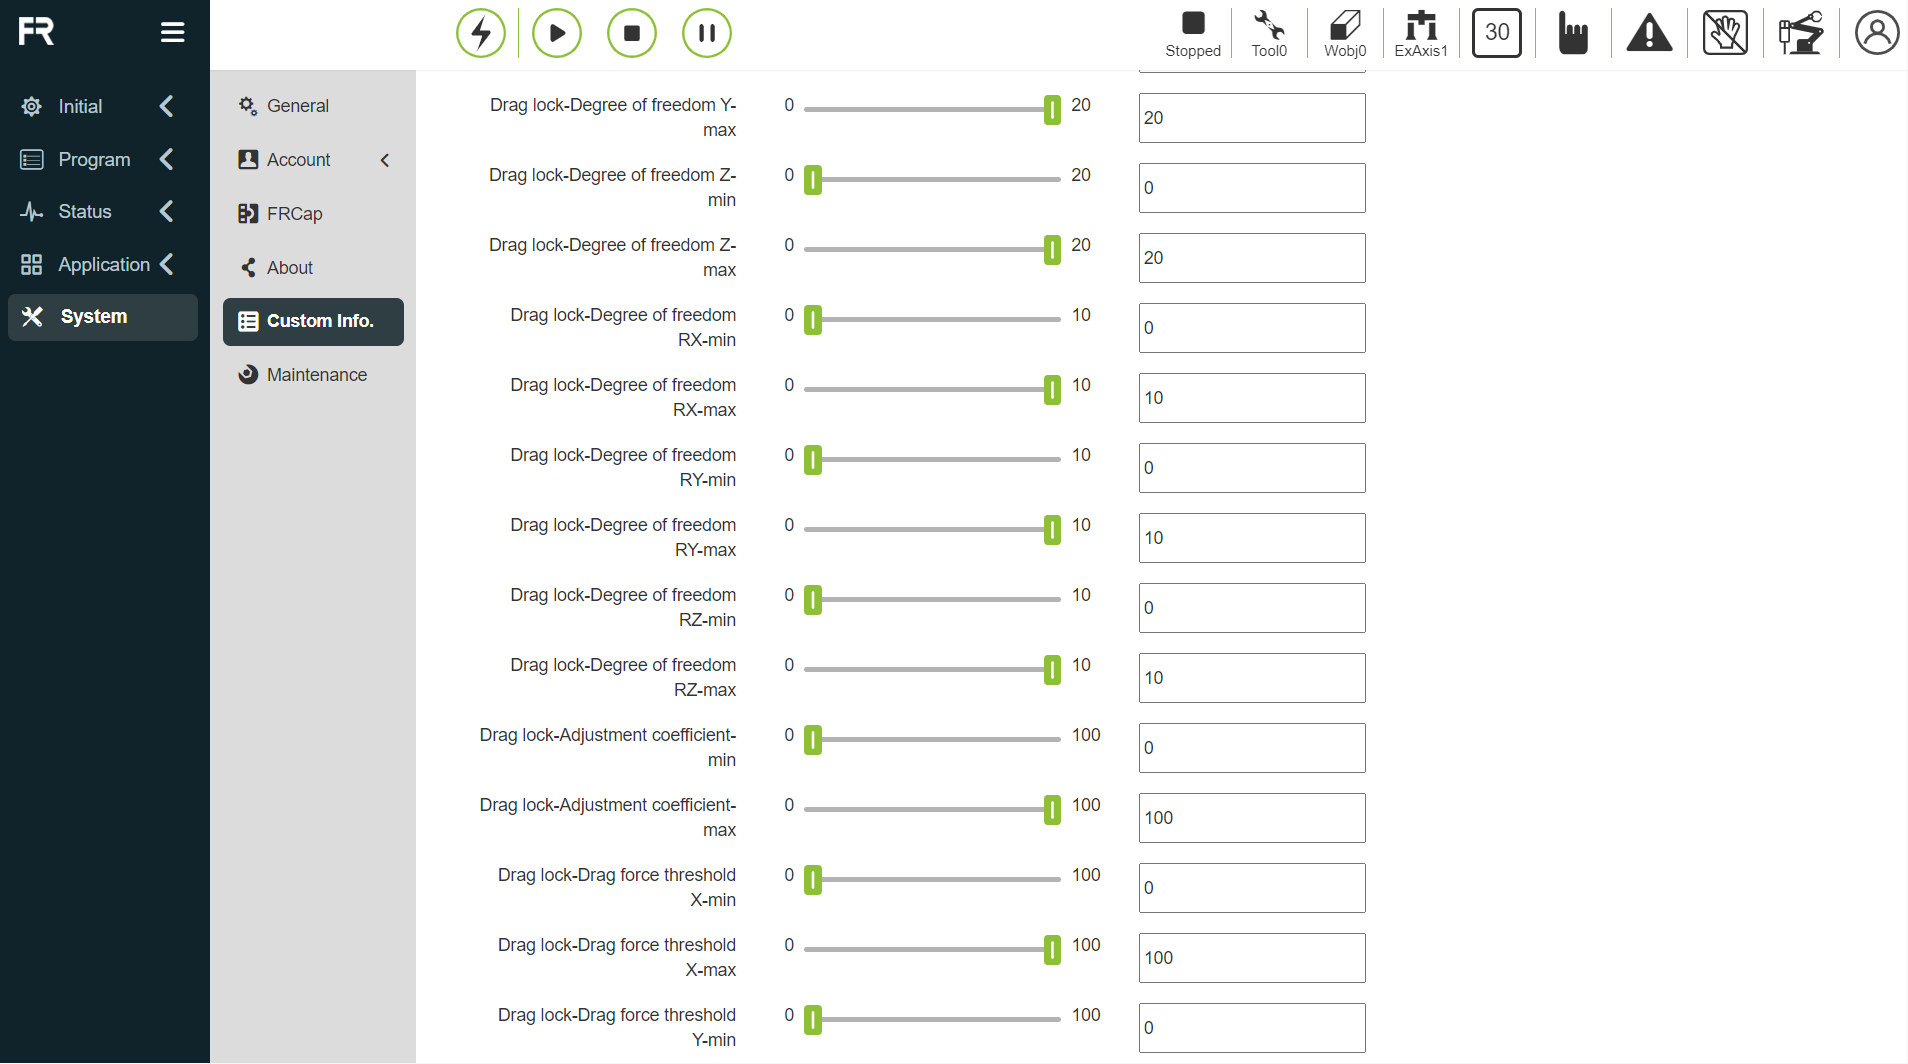 FR
Stopped
Tool0
Wobj0
ExAxis1
30
Initial
Program
Status
Application
System
General
Account
FRCap
About
Custom Info.
Maintenance
Drag lock-Degree of freedom Y-
max
0 20 20
Drag lock-Degree of freedom Z-
min
0 20 0
Drag lock-Degree of freedom Z-
max
0 20 20
Drag lock-Degree of freedom
RX-min
0 10 0
Drag lock-Degree of freedom
RX-max
0 10 10
Drag lock-Degree of freedom
RY-min
0 10 0
Drag lock-Degree of freedom
RY-max
0 10 10
Drag lock-Degree of freedom
RZ-min
0 10 0
Drag lock-Degree of freedom
RZ-max
0 10 10
Drag lock-Adjustment coefficient-
min
0 100 0
Drag lock-Adjustment coefficient-
max
0 100 100
Drag lock-Drag force threshold
X-min
0 100 0
Drag lock-Drag force threshold
X-max
0 100 100
Drag lock-Drag force threshold
Y-min
0 100 0